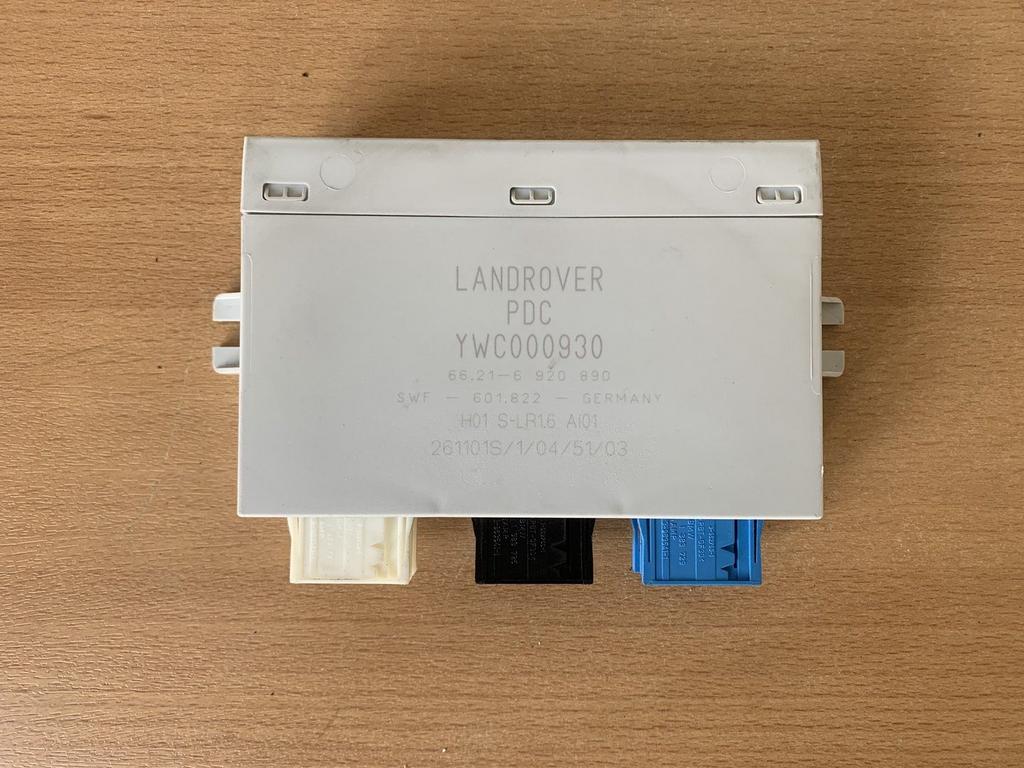 LANDROVER
PDC
YWC000930
66.21-6 920 890
SWF - 601.822 - GERMANY
H01 S-LR1.6 AI01
261101S/1/04/51/03
BMW